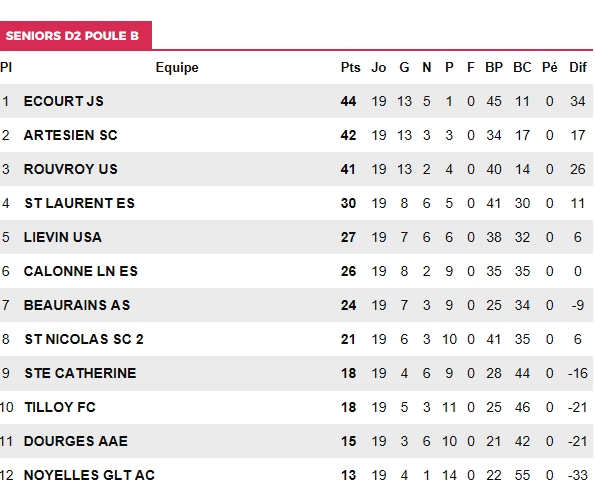 SENIORS D2 POULE B
Pl Equipe Pts Jo G N P F BP BC Pé Dif
1 ECOURT JS 44 19 13 5 1 0 45 11 0 34
2 ARTESIEN SC 42 19 13 3 3 0 34 17 0 17
3 ROUVROY US 41 19 13 2 4 0 40 14 0 26
4 ST LAURENT ES 30 19 8 6 5 0 41 30 0 11
5 LIEVIN USA 27 19 7 6 6 0 38 32 0 6
6 CALONNE LN ES 26 19 8 2 9 0 35 35 0 0
7 BEAURAINS AS 24 19 7 3 9 0 25 34 0 -9
8 ST NICOLAS SC 2 21 19 6 3 10 0 41 35 0 6
9 STE CATHERINE 18 19 4 6 9 0 28 44 0 -16
10 TILLOY FC 18 19 5 3 11 0 25 46 0 -21
11 DOURGES AAE 15 19 3 6 10 0 21 42 0 -21
12 NOYELLES GLT AC 13 19 4 1 14 0 22 55 0 -33